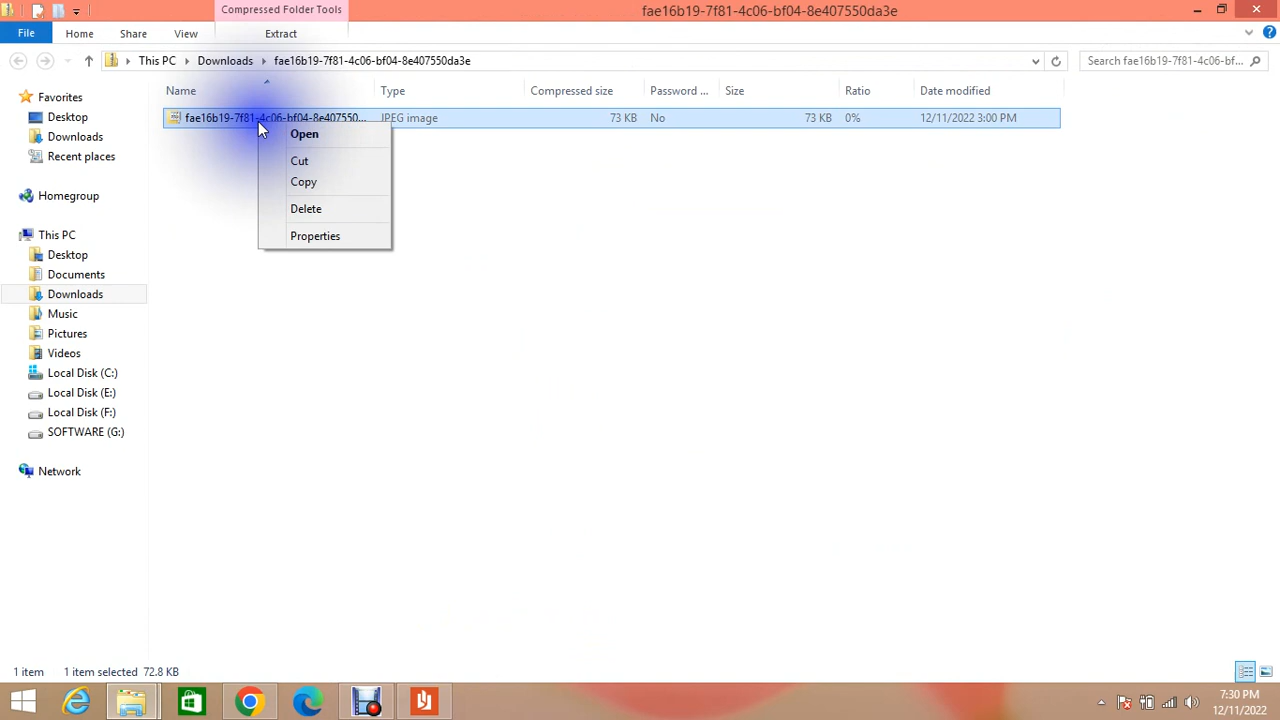 Compressed Folder Tools
fae16b19-7f81-4c06-bf04-8e407550da3e
File Home Share View Extract
This PC Downloads fae16b19-7f81-4c06-bf04-8e407550da3e
Search fae16b19-7f81-4c06-bf...
Name Type Compressed size Password ... Size Ratio Date modified
fae16b19-7f81-4c06-bf04-8e407550... JPEG image 73 KB No 73 KB 0% 12/11/2022 3:00 PM
Open
Cut
Copy
Delete
Properties
Favorites
Desktop
Downloads
Recent places
Homegroup
This PC
Desktop
Documents
Downloads
Music
Pictures
Videos
Local Disk (C:)
Local Disk (E:)
Local Disk (F:)
SOFTWARE (G:)
Network
1 item 1 item selected 72.8 KB
7:30 PM
12/11/2022